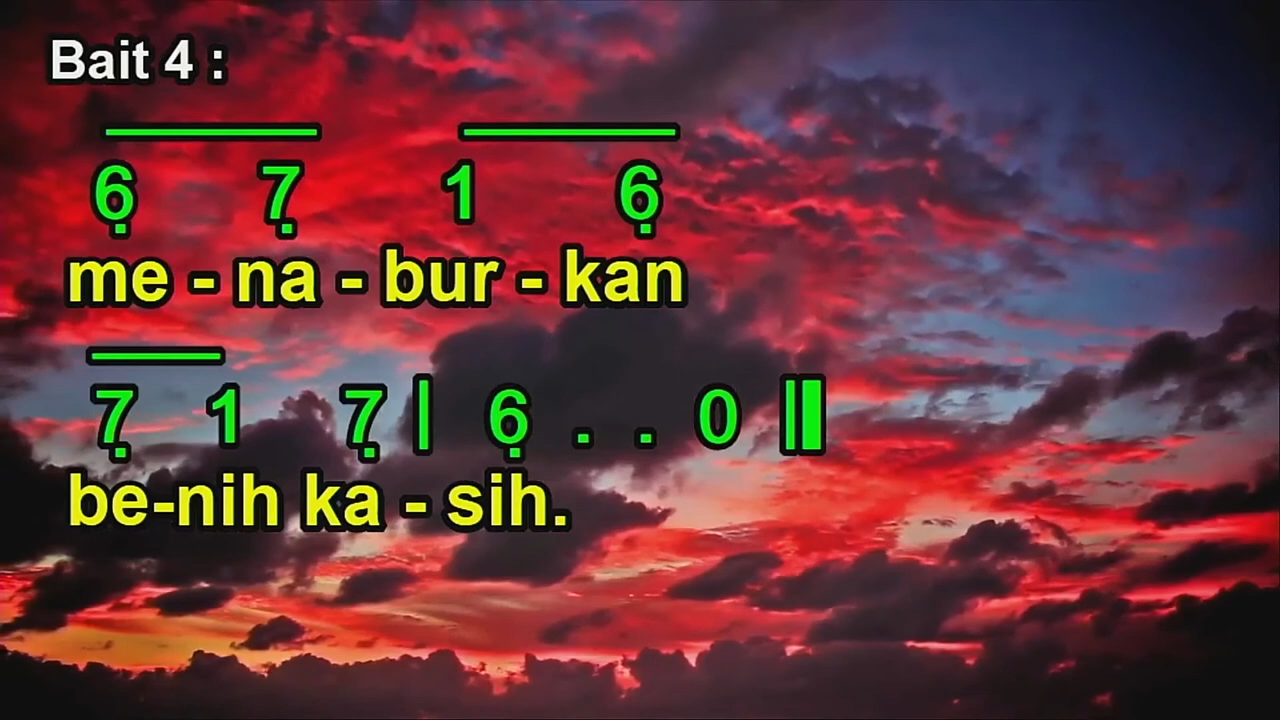 Bait 4 :
6̣ 7̣ 1 6̣
me - na - bur - kan
7̣ 1 7̣ | 6̣ . . 0 ||
be-nih ka - sih.